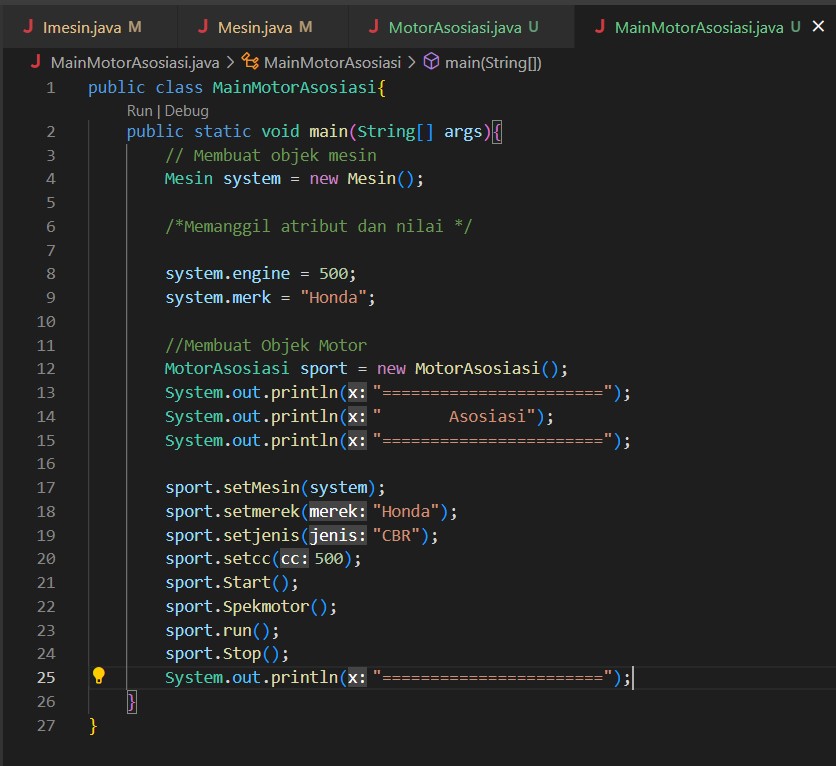 Imesin.java M Mesin.java M MotorAsosiasi.java U MainMotorAsosiasi.java U
MainMotorAsosiasi.java > MainMotorAsosiasi > main(String[])
1 public class MainMotorAsosiasi{
Run | Debug
2 public static void main(String[] args){
3 // Membuat objek mesin
4 Mesin system = new Mesin();
5
6 /*Memanggil atribut dan nilai */
7
8 system.engine = 500;
9 system.merk = "Honda";
10
11 //Membuat Objek Motor
12 MotorAsosiasi sport = new MotorAsosiasi();
13 System.out.println(x: "=======================");
14 System.out.println(x: "       Asosiasi");
15 System.out.println(x: "=======================");
16
17 sport.setMesin(system);
18 sport.setmerek(merek: "Honda");
19 sport.setjenis(jenis: "CBR");
20 sport.setcc(cc: 500);
21 sport.Start();
22 sport.Spekmotor();
23 sport.run();
24 sport.Stop();
25 System.out.println(x: "=======================");
26 }
27 }